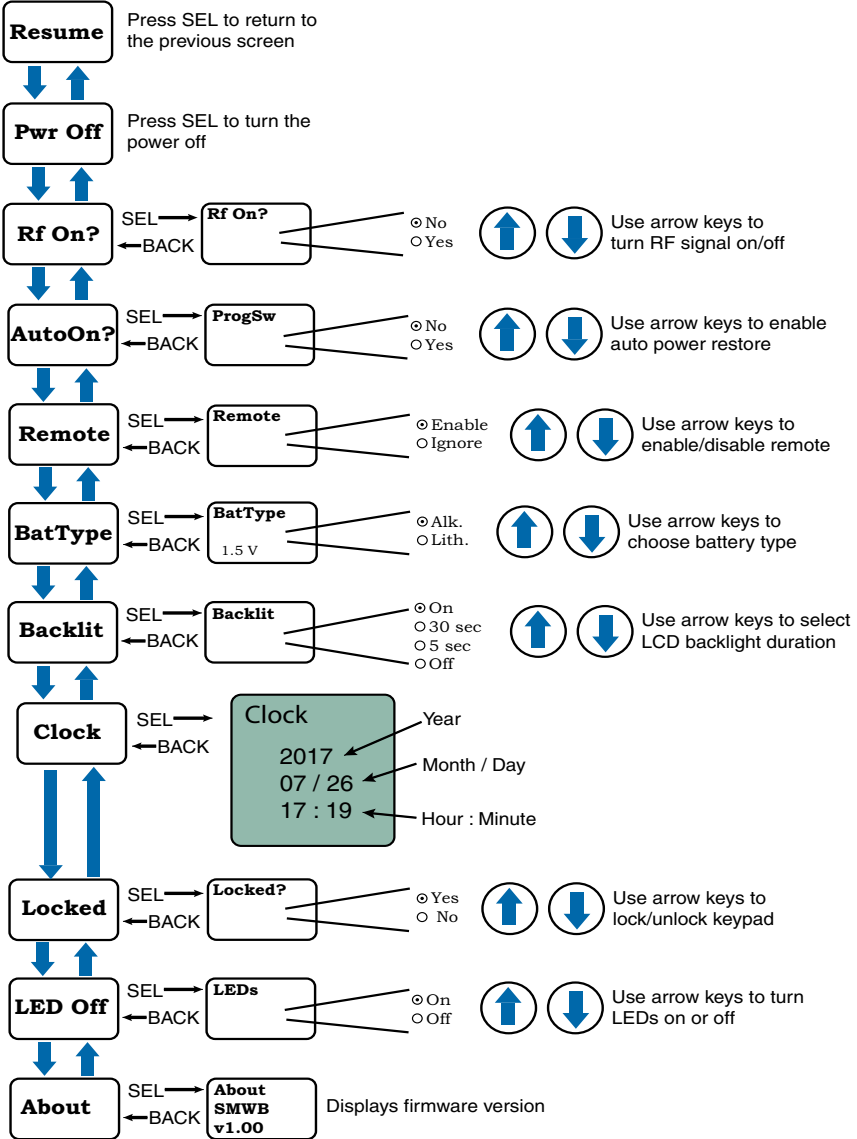 Resume
Press SEL to return to
the previous screen
Pwr Off
Press SEL to turn the
power off
Rf On?
SEL
BACK
Rf On?
No
Yes
Use arrow keys to
turn RF signal on/off
AutoOn?
SEL
BACK
ProgSw
No
Yes
Use arrow keys to enable
auto power restore
Remote
SEL
BACK
Remote
Enable
Ignore
Use arrow keys to
enable/disable remote
BatType
SEL
BACK
BatType
1.5 V
Alk.
Lith.
Use arrow keys to
choose battery type
Backlit
SEL
BACK
Backlit
On
30 sec
5 sec
Off
Use arrow keys to select
LCD backlight duration
Clock
SEL
BACK
Clock
2017
07 / 26
17 : 19
Year
Month / Day
Hour : Minute
Locked
SEL
BACK
Locked?
Yes
No
Use arrow keys to
lock/unlock keypad
LED Off
SEL
BACK
LEDs
On
Off
Use arrow keys to turn
LEDs on or off
About
SEL
BACK
About
SMWB
v1.00
Displays firmware version